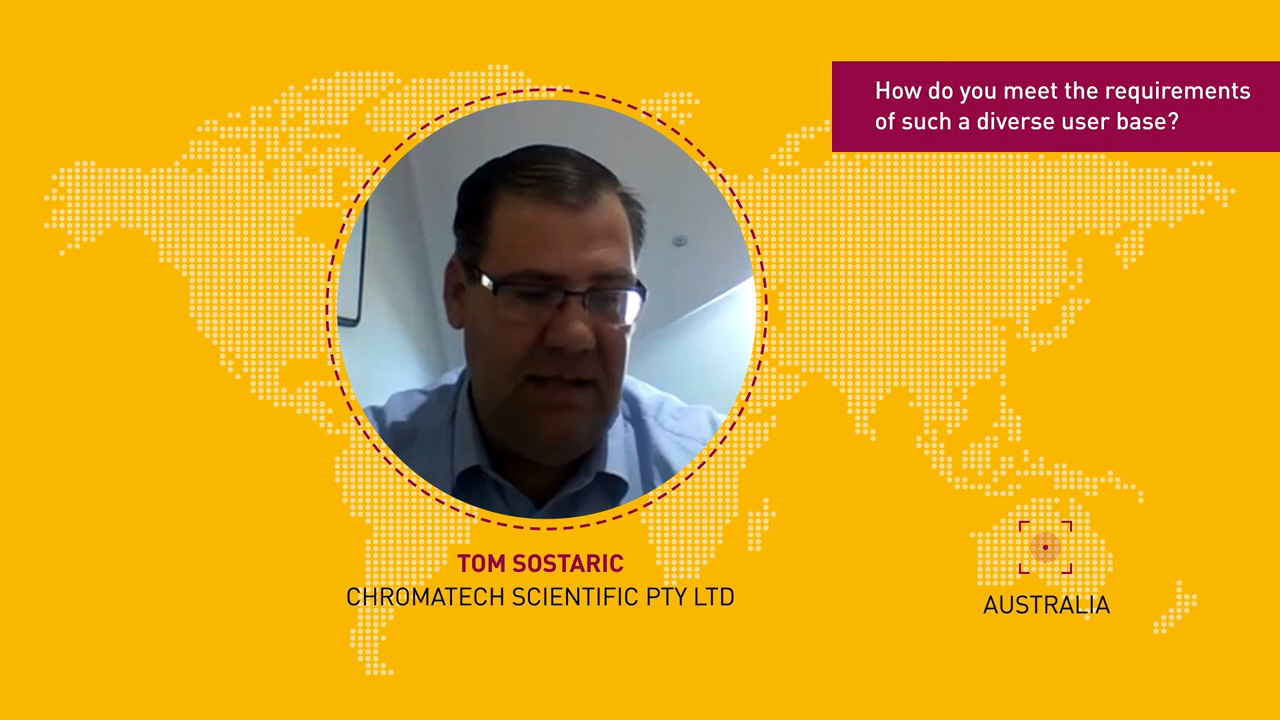 How do you meet the requirements
of such a diverse user base?
TOM SOSTARIC
CHROMATECH SCIENTIFIC PTY LTD
AUSTRALIA